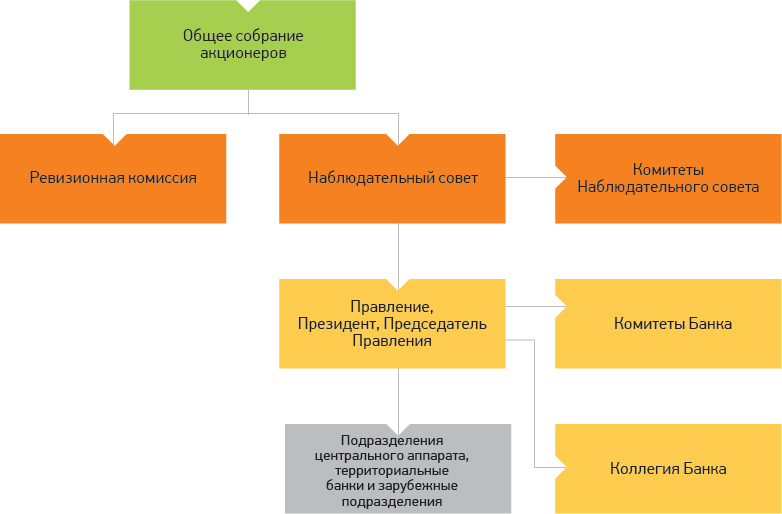 Общее собрание
акционеров
Ревизионная комиссия
Наблюдательный совет
Комитеты
Наблюдательного совета
Правление,
Президент, Председатель
Правления
Комитеты Банка
Подразделения
центрального аппарата,
территориальные
банки и зарубежные
подразделения
Коллегия Банка